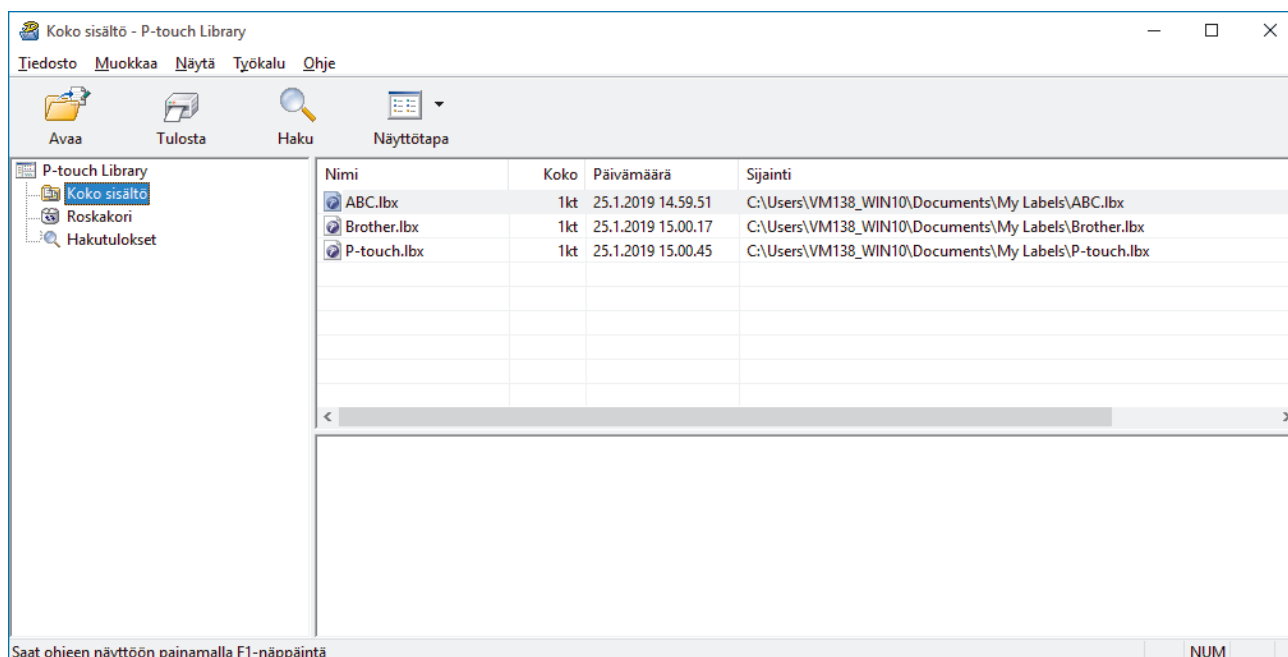 Koko sisältö - P-touch Library
Tiedosto Muokkaa Näytä Työkalu Ohje
Avaa Tulosta Haku Näyttötapa
P-touch Library
Koko sisältö
Roskakori
Hakutulokset
Nimi Koko Päivämäärä Sijainti
ABC.lbx 1kt 25.1.2019 14.59.51 C:\Users\VM138_WIN10\Documents\My Labels\ABC.lbx
Brother.lbx 1kt 25.1.2019 15.00.17 C:\Users\VM138_WIN10\Documents\My Labels\Brother.lbx
P-touch.lbx 1kt 25.1.2019 15.00.45 C:\Users\VM138_WIN10\Documents\My Labels\P-touch.lbx
Saat ohjeen näyttöön painamalla F1-näppäintä NUM